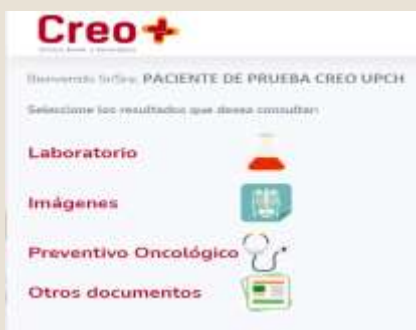 Creo+
Bienvenido Sr/Sra: PACIENTE DE PRUEBA CREO UPCH
Seleccione los resultados que desea consultar:
Laboratorio
Imágenes
Preventivo Oncológico
Otros documentos